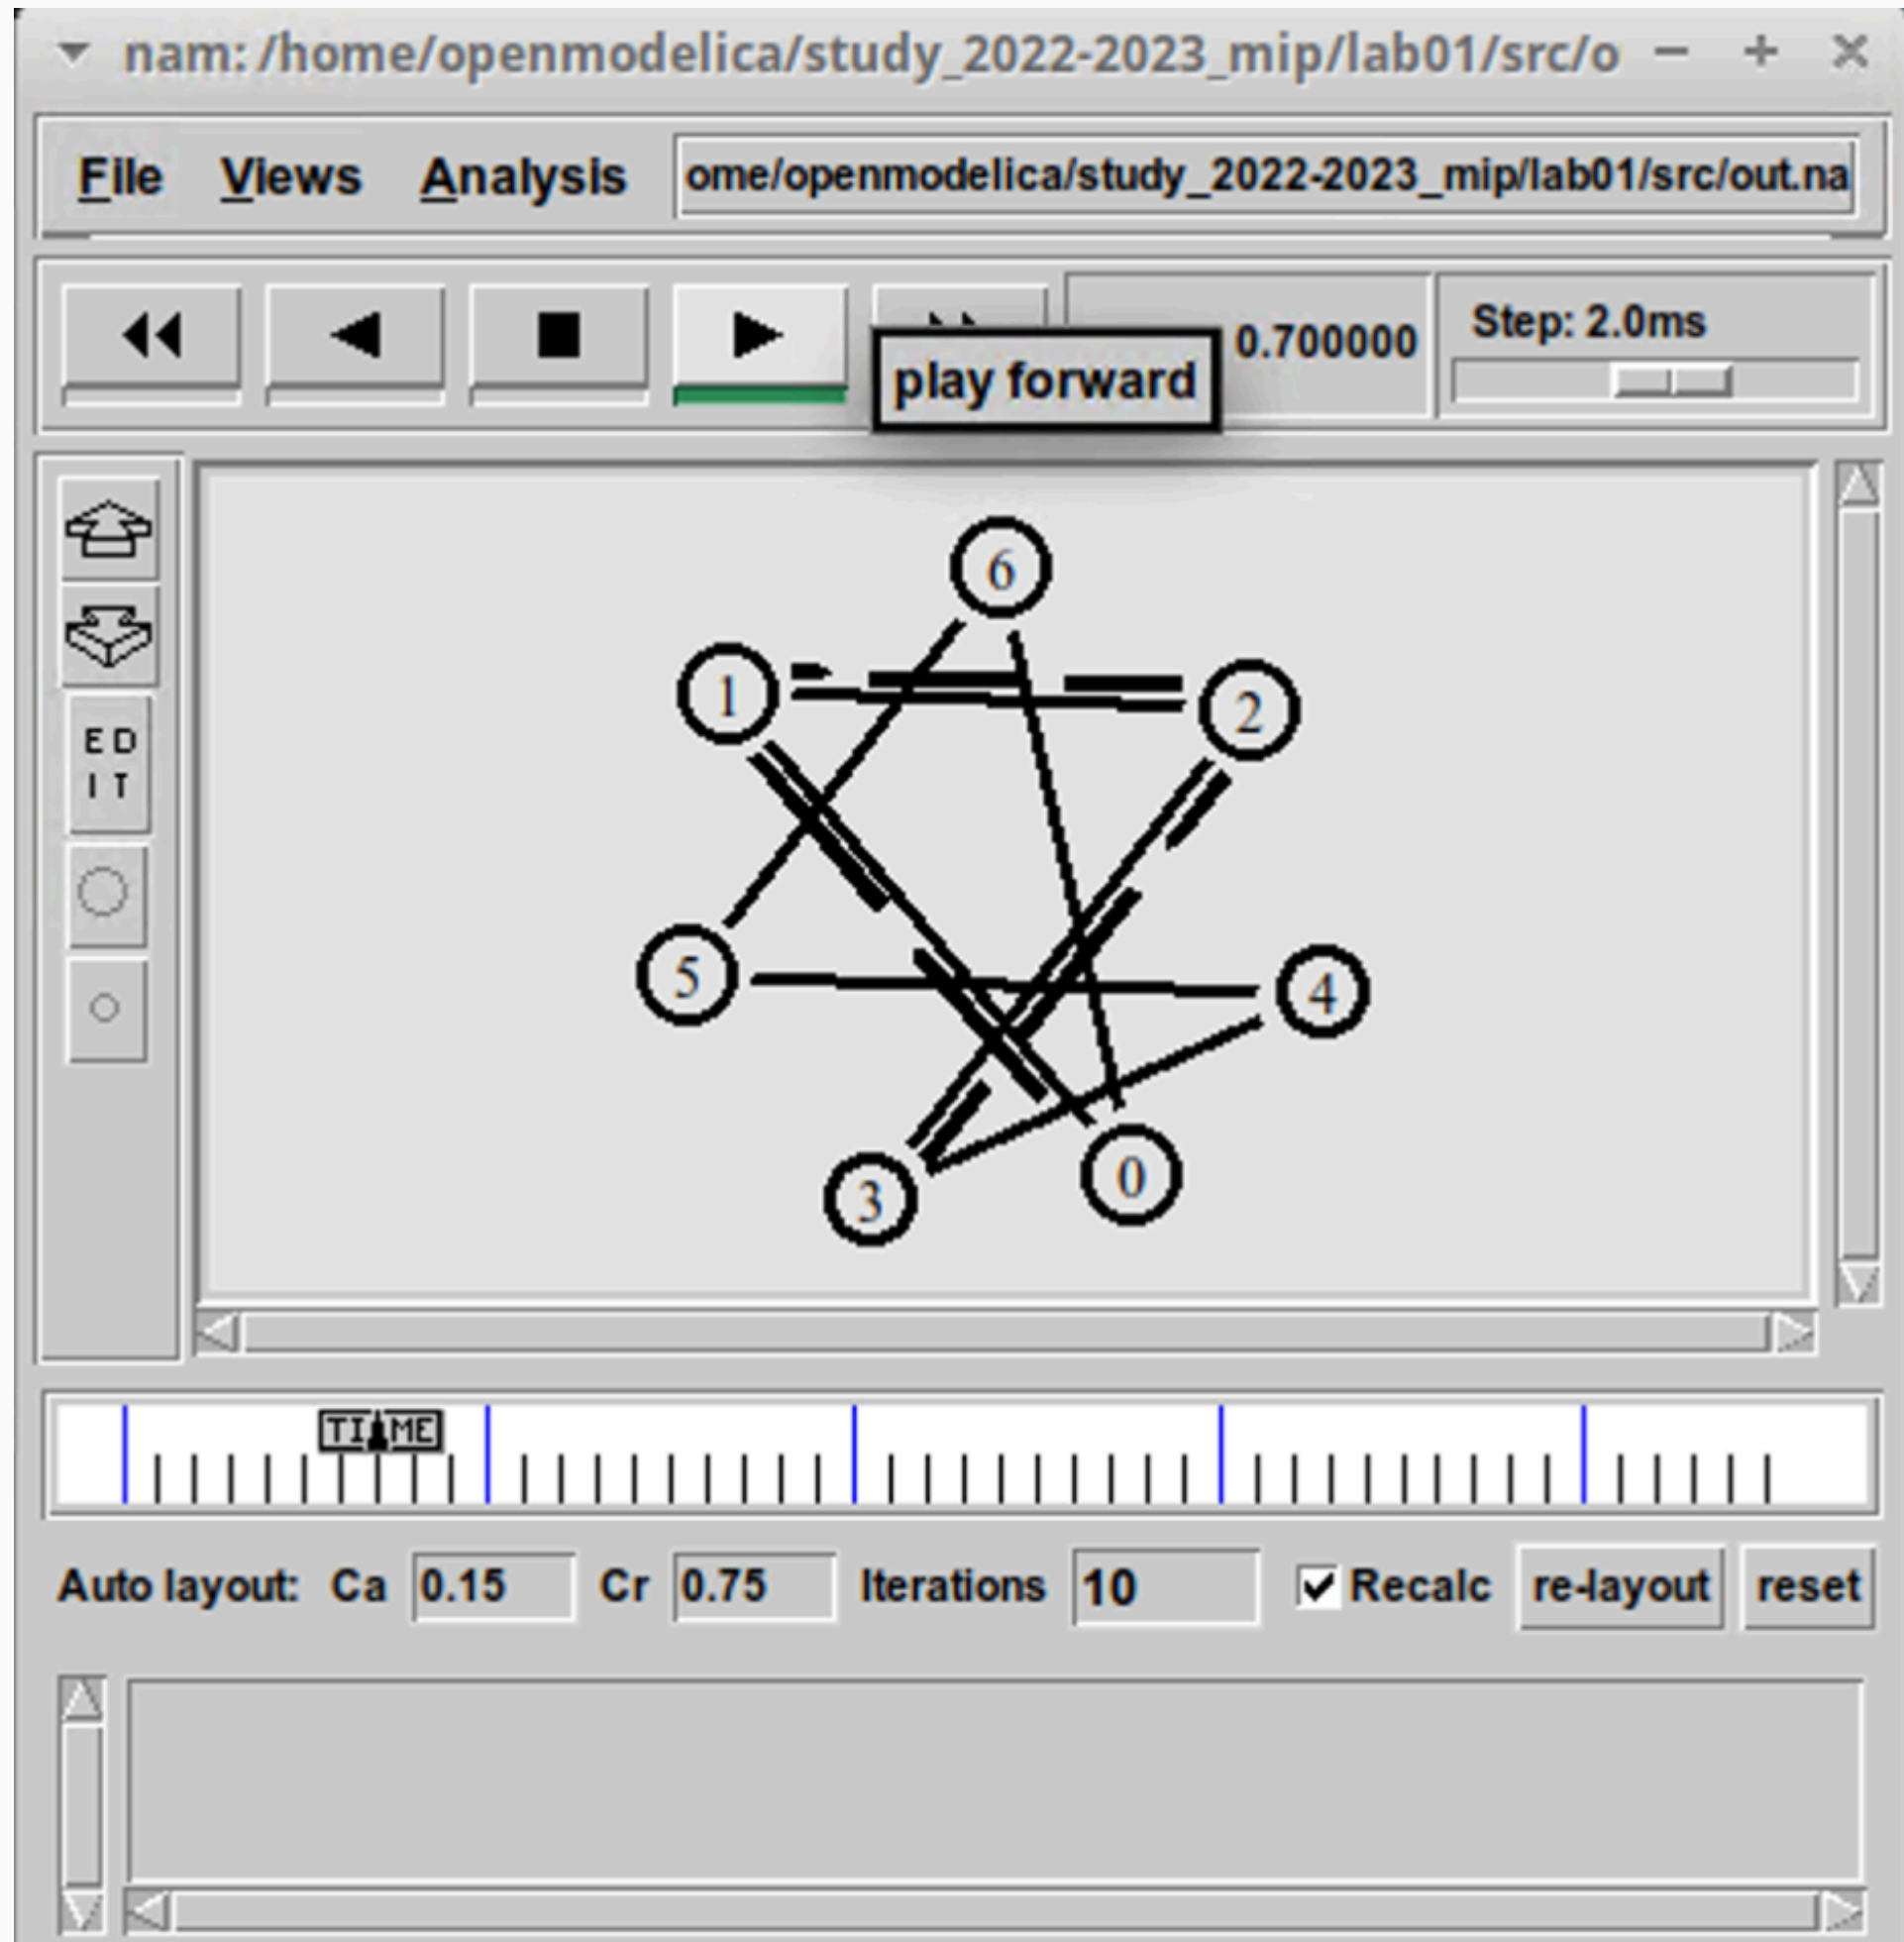 nam: /home/openmodelica/study_2022-2023_mip/lab01/src/o
File Views Analysis ome/openmodelica/study_2022-2023_mip/lab01/src/out.na
0.700000 Step: 2.0ms
play forward
6
1 2
5 4
3 0
ED
IT
TIME
Auto layout: Ca 0.15 Cr 0.75 Iterations 10 Recalc re-layout reset